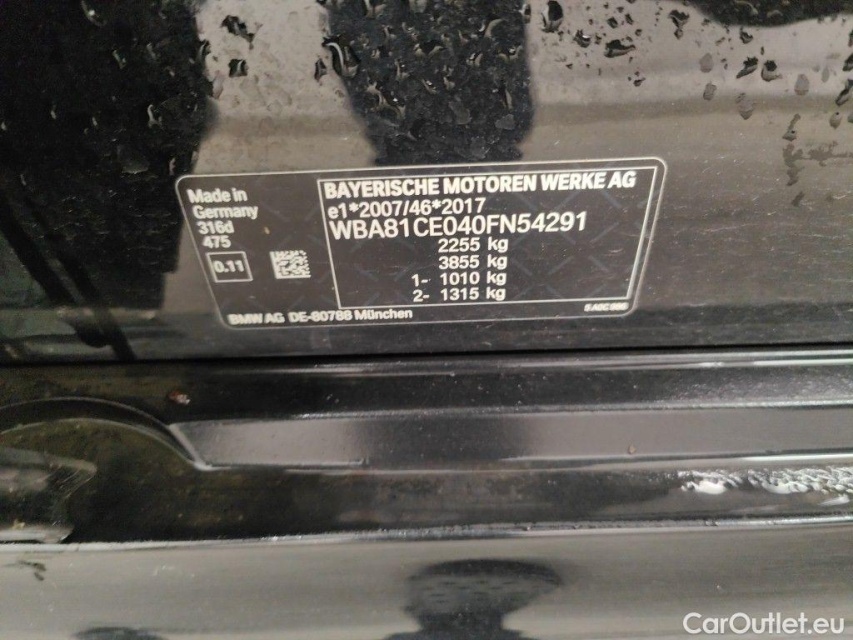 Made in
Germany
316d
475
0.11
BAYERISCHE MOTOREN WERKE AG
e1*2007/46*2017
WBA81CE040FN54291
2255 kg
3855 kg
1- 1010 kg
2- 1315 kg
BMW AG DE-80788 München
CarOutlet.eu